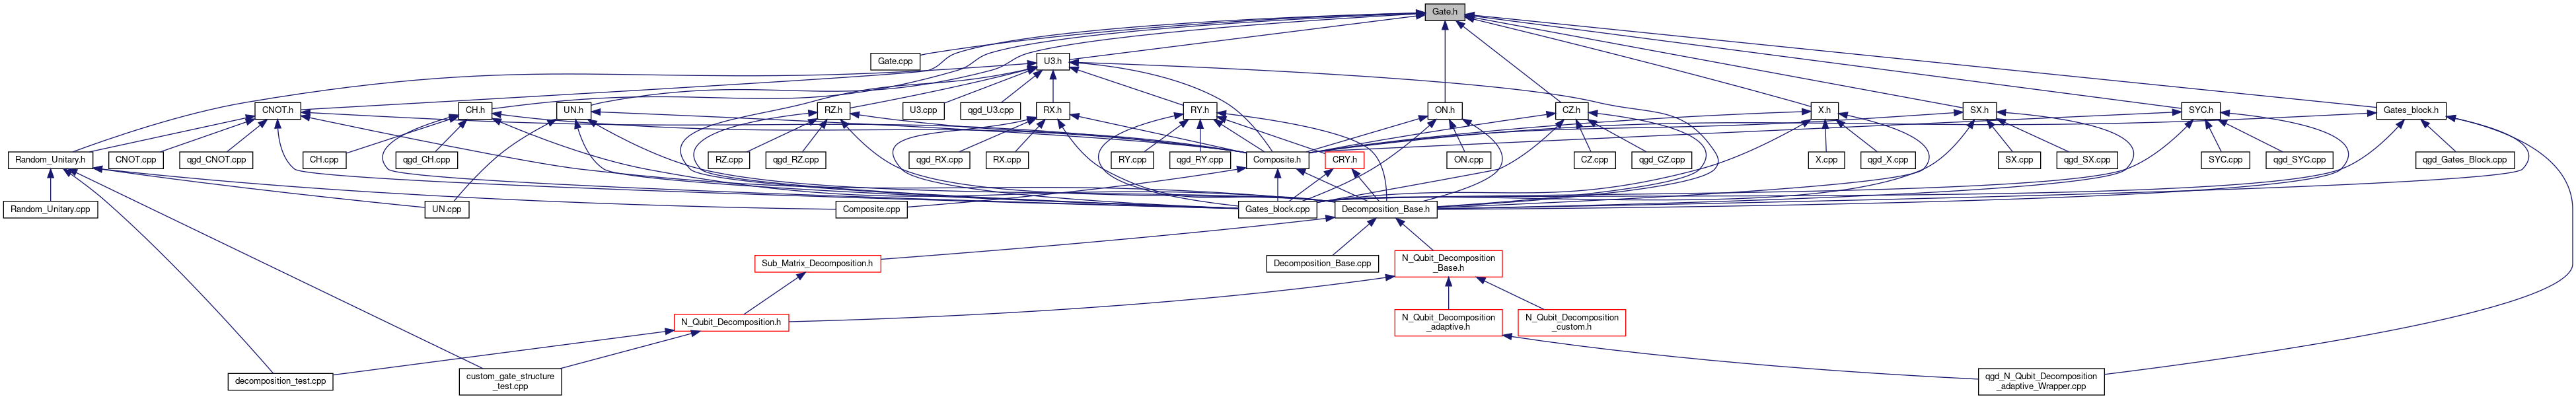 Gate.h
Gate.cpp
U3.h
CNOT.h
CH.h
UN.h
RZ.h
U3.cpp
qgd_U3.cpp
RX.h
RY.h
ON.h
CZ.h
X.h
SX.h
SYC.h
Gates_block.h
Random_Unitary.h
CNOT.cpp
qgd_CNOT.cpp
CH.cpp
qgd_CH.cpp
RZ.cpp
qgd_RZ.cpp
qgd_RX.cpp
RX.cpp
RY.cpp
qgd_RY.cpp
Composite.h
CRY.h
ON.cpp
CZ.cpp
qgd_CZ.cpp
X.cpp
qgd_X.cpp
SX.cpp
qgd_SX.cpp
SYC.cpp
qgd_SYC.cpp
qgd_Gates_Block.cpp
Random_Unitary.cpp
UN.cpp
Composite.cpp
Gates_block.cpp
Decomposition_Base.h
Sub_Matrix_Decomposition.h
Decomposition_Base.cpp
N_Qubit_Decomposition
_Base.h
N_Qubit_Decomposition.h
N_Qubit_Decomposition
_adaptive.h
N_Qubit_Decomposition
_custom.h
decomposition_test.cpp
custom_gate_structure
_test.cpp
qgd_N_Qubit_Decomposition
_adaptive_Wrapper.cpp